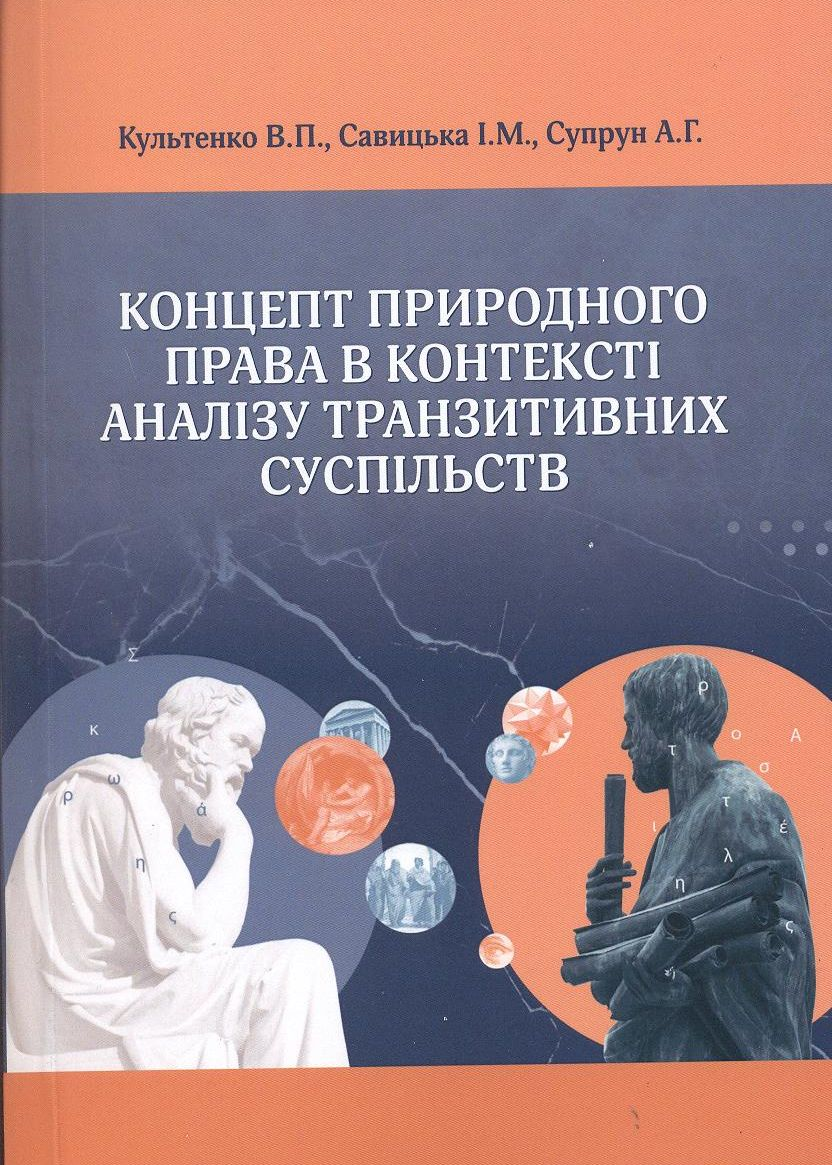 Культенко В.П., Савицька І.М., Супрун А.Г.
КОНЦЕПТ ПРИРОДНОГО
ПРАВА В КОНТЕКСТІ
АНАЛІЗУ ТРАНЗИТИВНИХ
СУСПІЛЬСТВ
Σ
ω
κ
ρ
ά
τ
η
ς
Α
ρ
ι
σ
τ
ο
τ
έ
λ
η
ς